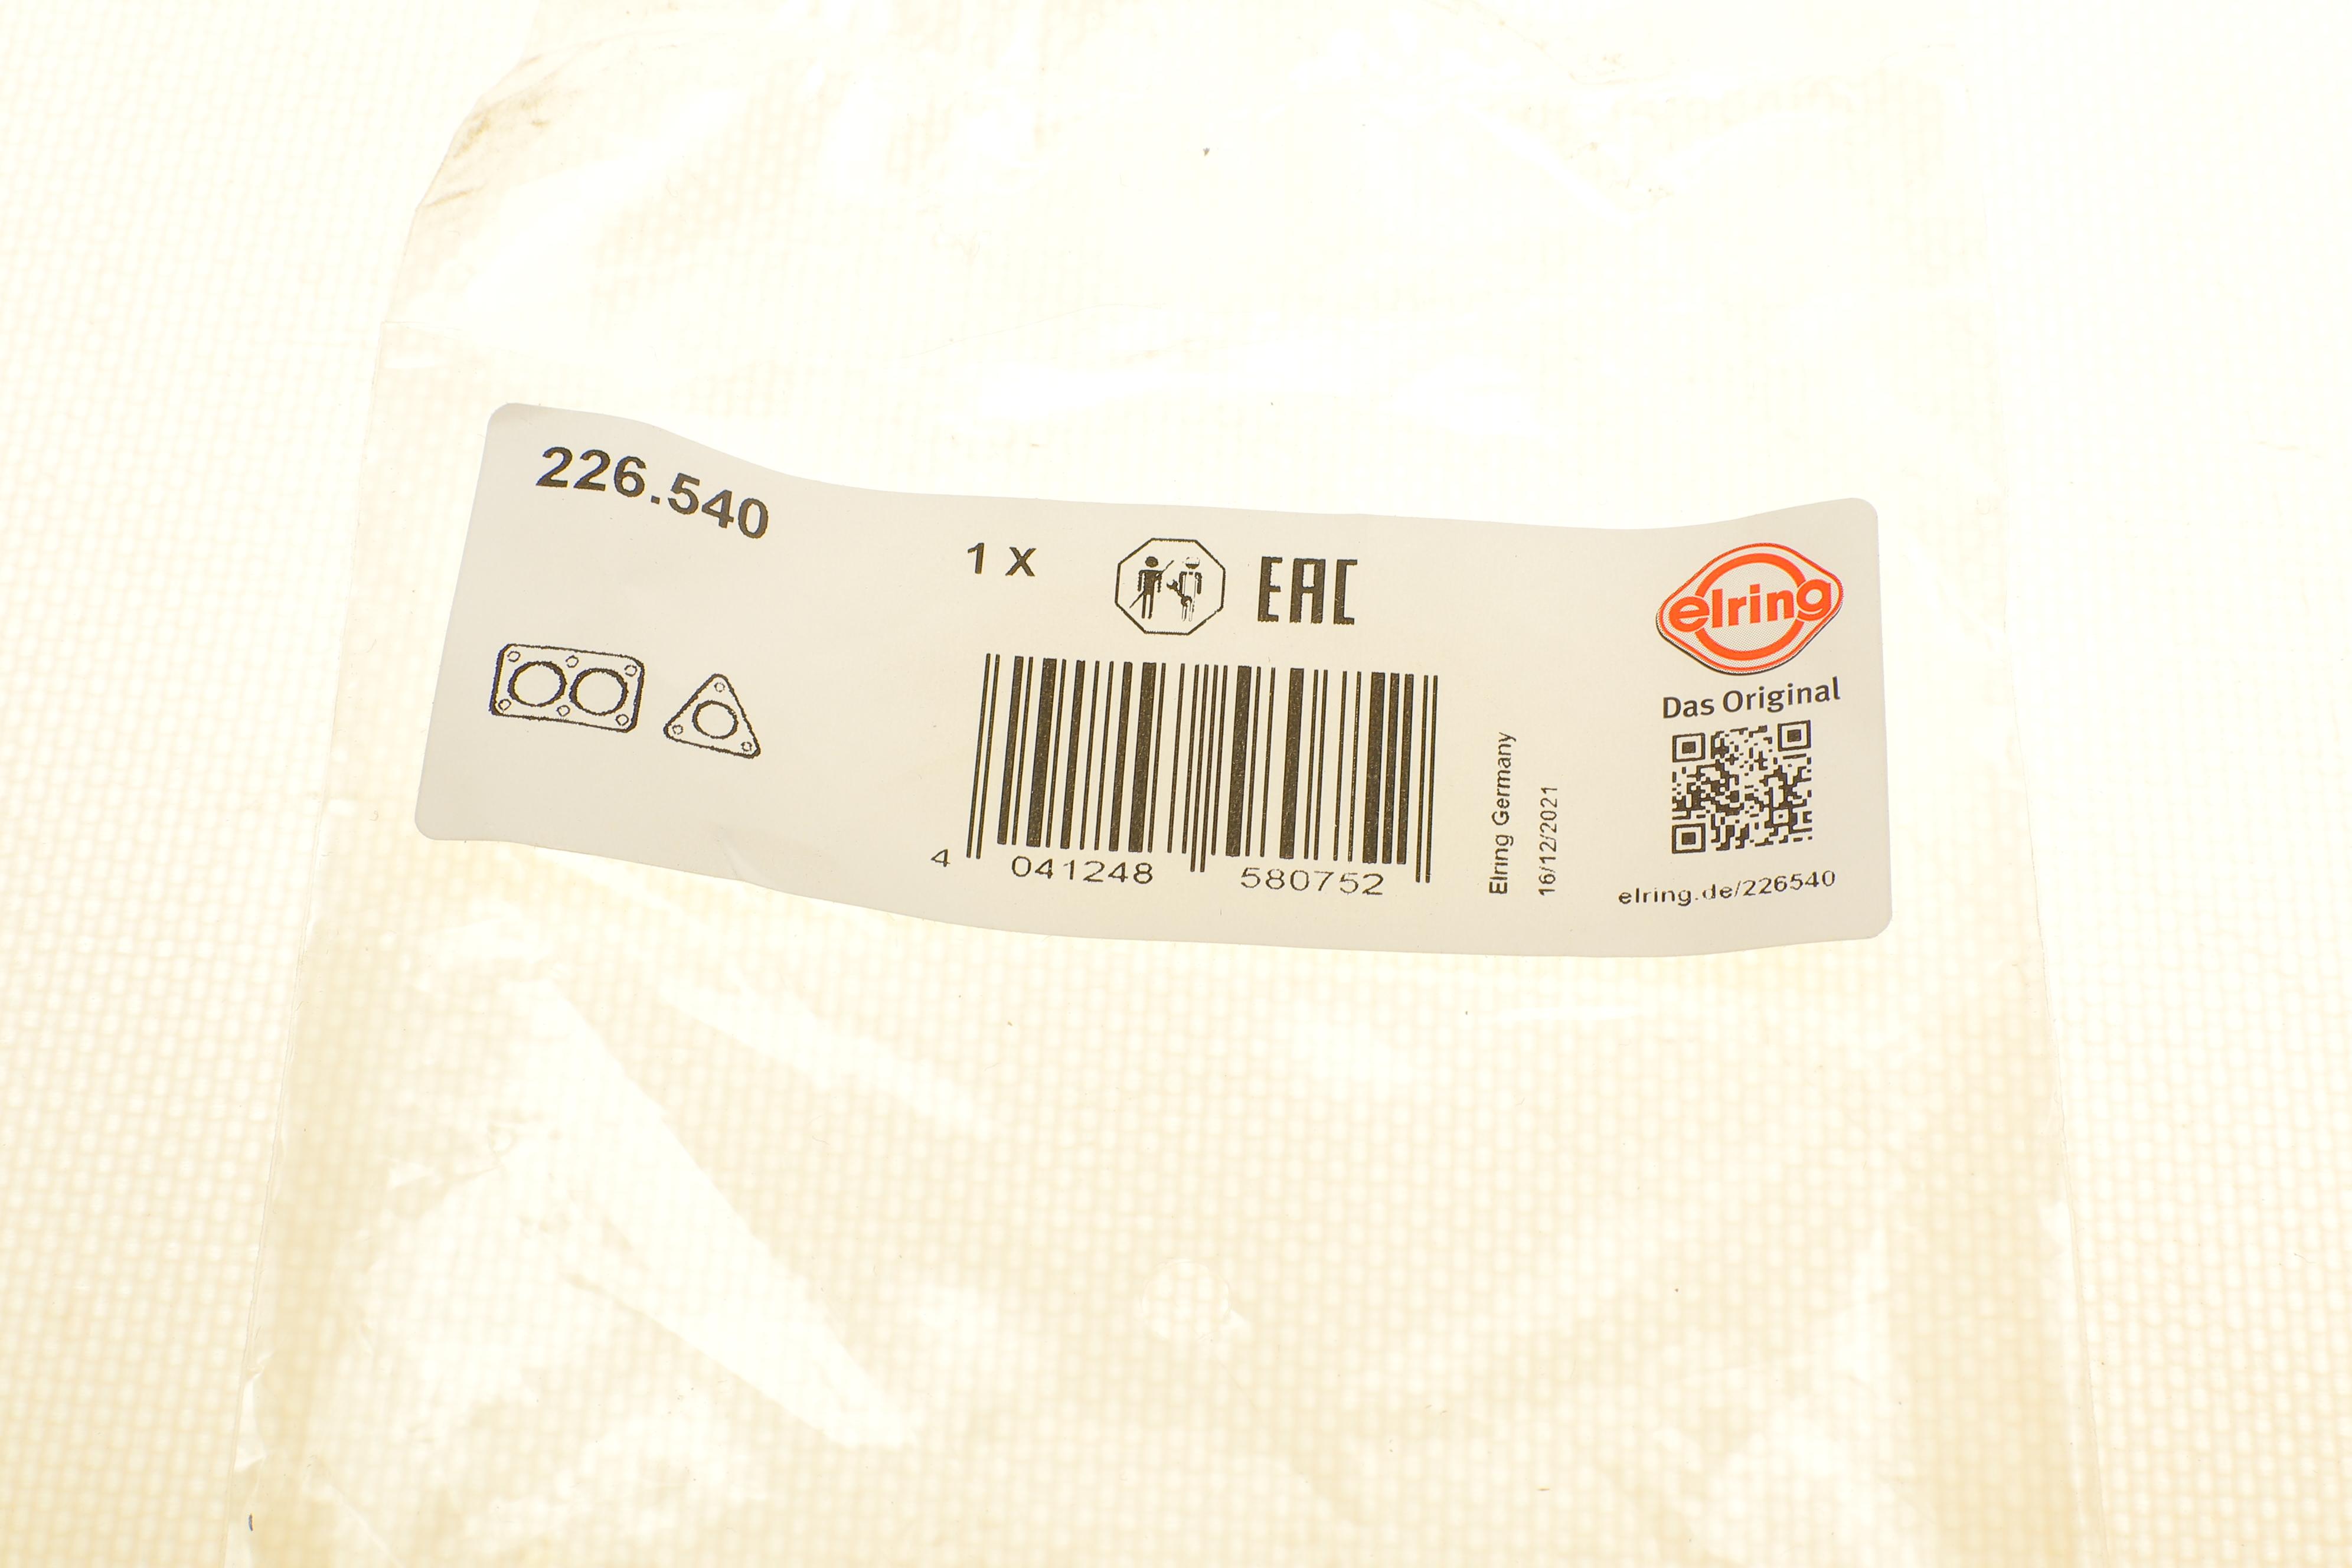 226.540
1 X
EAC
elring
Das Original
4 041248 580752
Elring Germany
16/12/2021
elring.de/226540